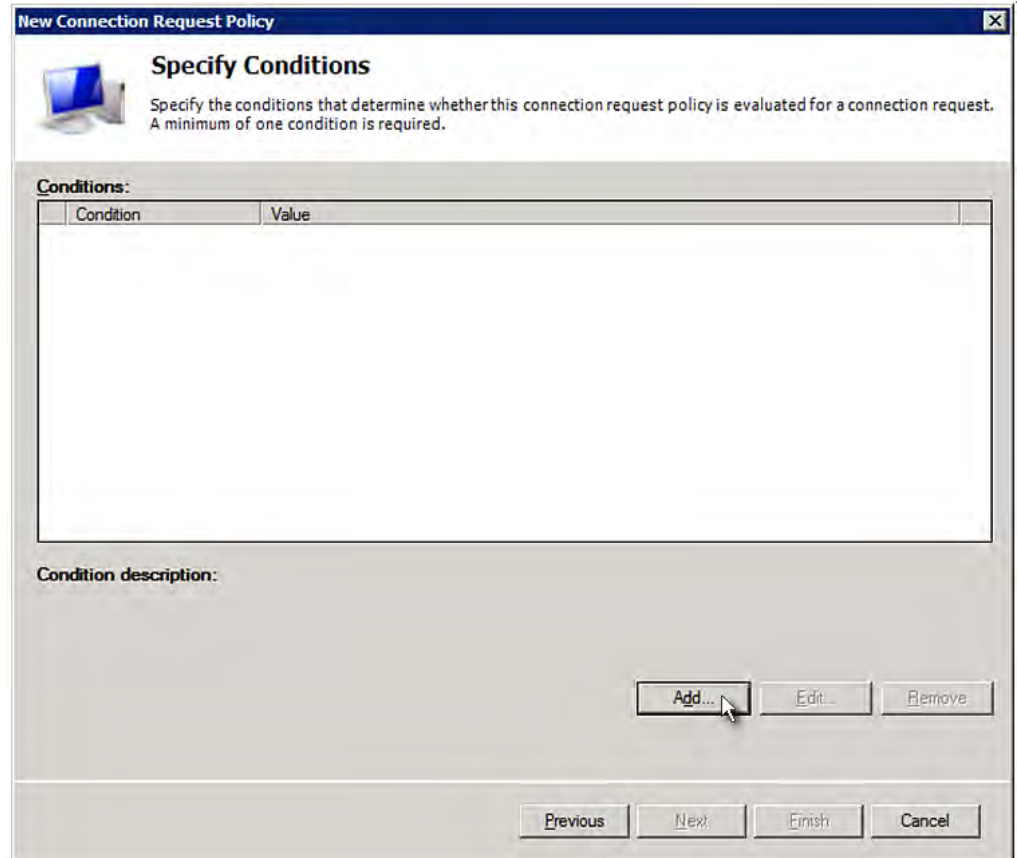 New Connection Request Policy
Specify Conditions
Specify the conditions that determine whether this connection request policy is evaluated for a connection request.
A minimum of one condition is required.
Conditions:
Condition Value
Condition description:
Add... Edit... Remove
Previous Next Finish Cancel